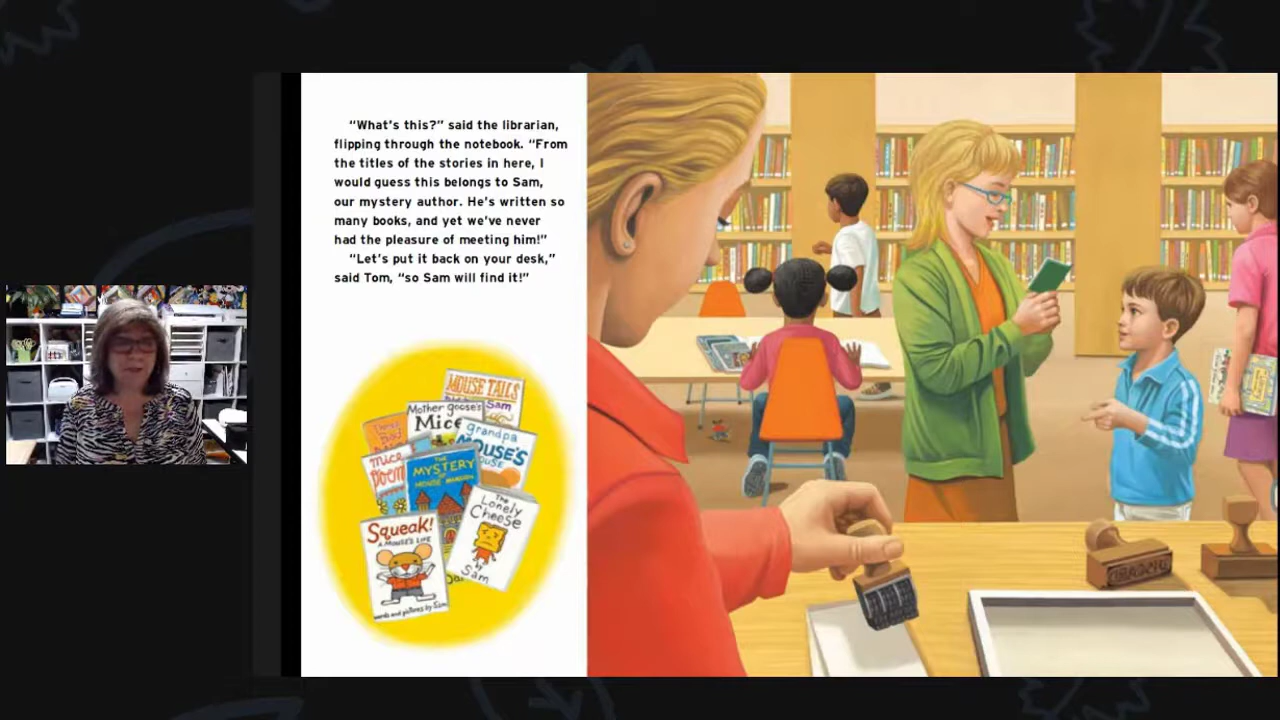 “What’s this?” said the librarian,
flipping through the notebook. “From
the titles of the stories in here, I
would guess this belongs to Sam,
our mystery author. He’s written so
many books, and yet we’ve never
had the pleasure of meeting him!”
“Let’s put it back on your desk,”
said Tom, “so Sam will find it!”
MOUSE TAILS
Sam
Mother goose's
Mice
grandpa
MOUSE'S
mice
Poem
THE
MYSTERY
OF
MOUSE MANSION
The
Lonely
Cheese
Sam
Squeak!
A MOUSE'S LIFE
words and pictures by Sam